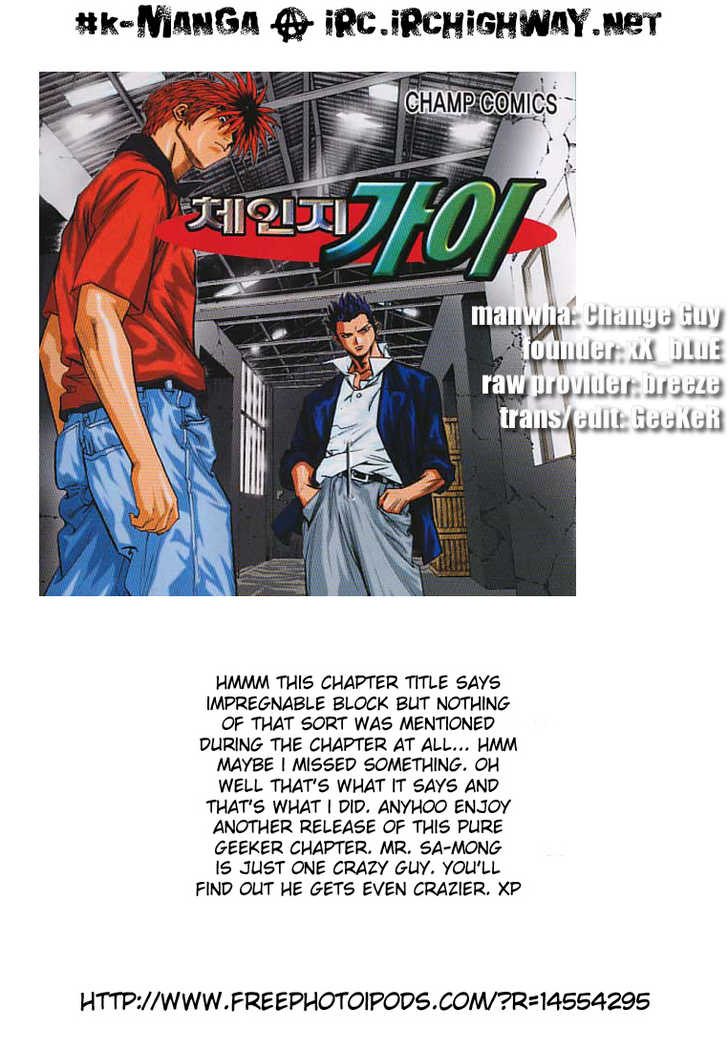 #k-MANGA @ iRC.iRCHiGHWAY.NET
CHAMP COMICS
체인지 가이
manwha: Change Guy
founder: xX_bLuE
raw provider: breeze
trans/edit: GeeKeR
HMMM THIS CHAPTER TITLE SAYS
IMPREGNABLE BLOCK BUT NOTHING
OF THAT SORT WAS MENTIONED
DURING THE CHAPTER AT ALL... HMM
MAYBE I MISSED SOMETHING. OH
WELL THAT'S WHAT IT SAYS AND
THAT'S WHAT I DID. ANYHOO ENJOY
ANOTHER RELEASE OF THIS PURE
GEEKER CHAPTER. MR. SA-MONG
IS JUST ONE CRAZY GUY. YOU'LL
FIND OUT HE GETS EVEN CRAZIER. XP
HTTP://WWW.FREEPHOTOIPODS.COM/?R=14554295